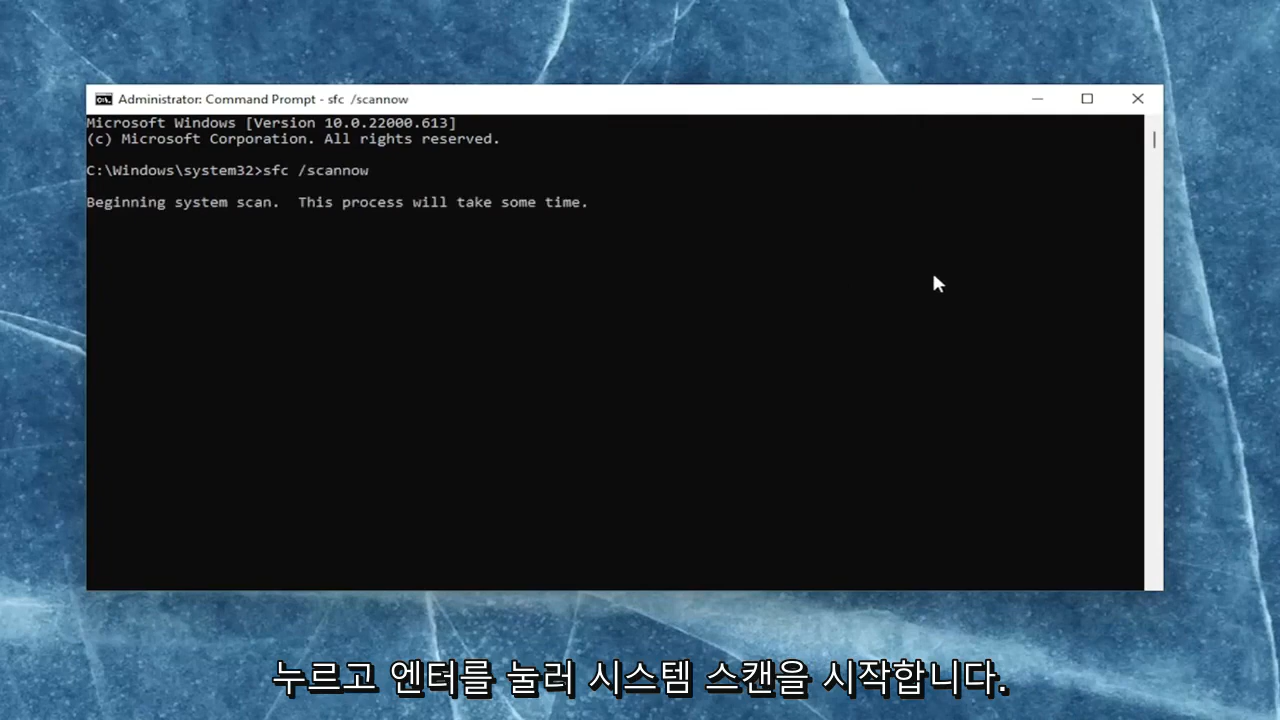 Administrator: Command Prompt - sfc  /scannow
Microsoft Windows [Version 10.0.22000.613]
(c) Microsoft Corporation. All rights reserved.
C:\Windows\system32>sfc /scannow
Beginning system scan.  This process will take some time.
누르고 엔터를 눌러 시스템 스캔을 시작합니다.